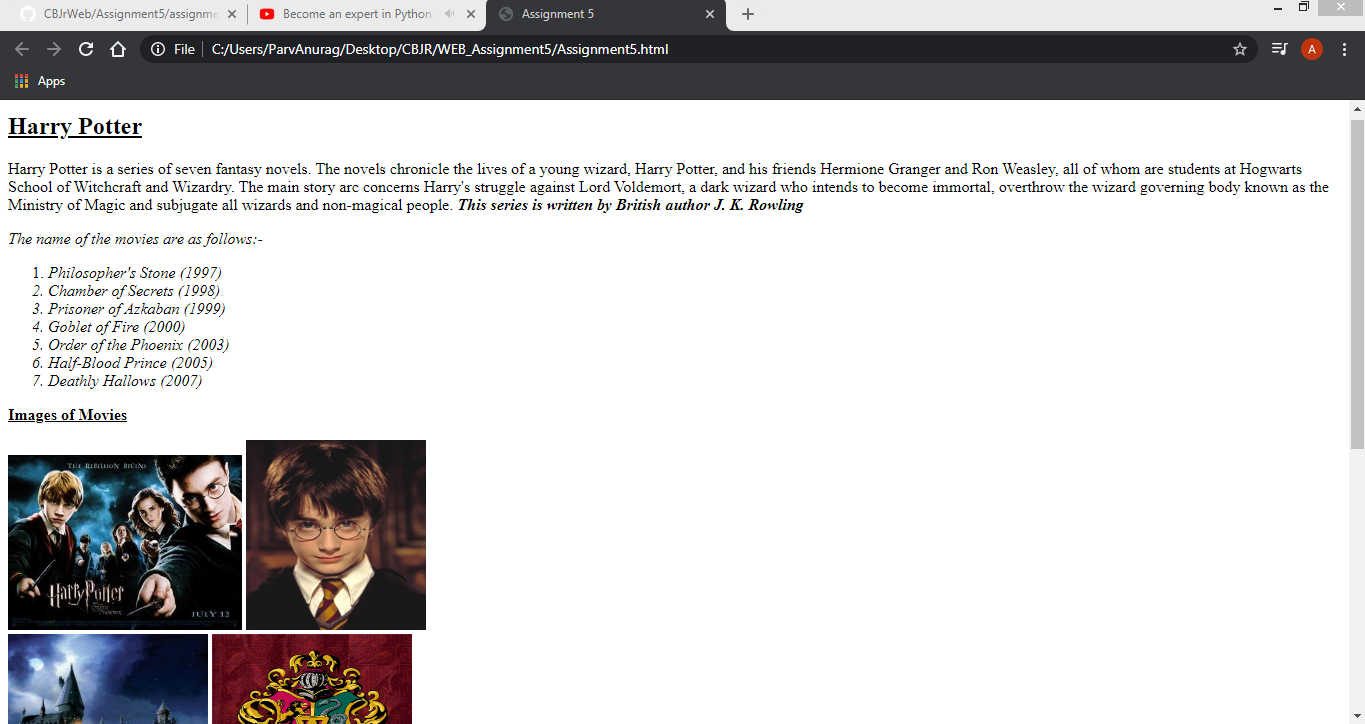 CBJrWeb/Assignment5/assignme
Become an expert in Python
Assignment 5
File
C:/Users/ParvAnurag/Desktop/CBJR/WEB_Assignment5/Assignment5.html
A
Apps
Harry Potter
Harry Potter is a series of seven fantasy novels. The novels chronicle the lives of a young wizard, Harry Potter, and his friends Hermione Granger and Ron Weasley, all of whom are students at Hogwarts
School of Witchcraft and Wizardry. The main story arc concerns Harry's struggle against Lord Voldemort, a dark wizard who intends to become immortal, overthrow the wizard governing body known as the
Ministry of Magic and subjugate all wizards and non-magical people. This series is written by British author J. K. Rowling
The name of the movies are as follows:-
1. Philosopher's Stone (1997)
2. Chamber of Secrets (1998)
3. Prisoner of Azkaban (1999)
4. Goblet of Fire (2000)
5. Order of the Phoenix (2003)
6. Half-Blood Prince (2005)
7. Deathly Hallows (2007)
Images of Movies
THE REBELLION BEGINS
Harry Potter
JULY 12